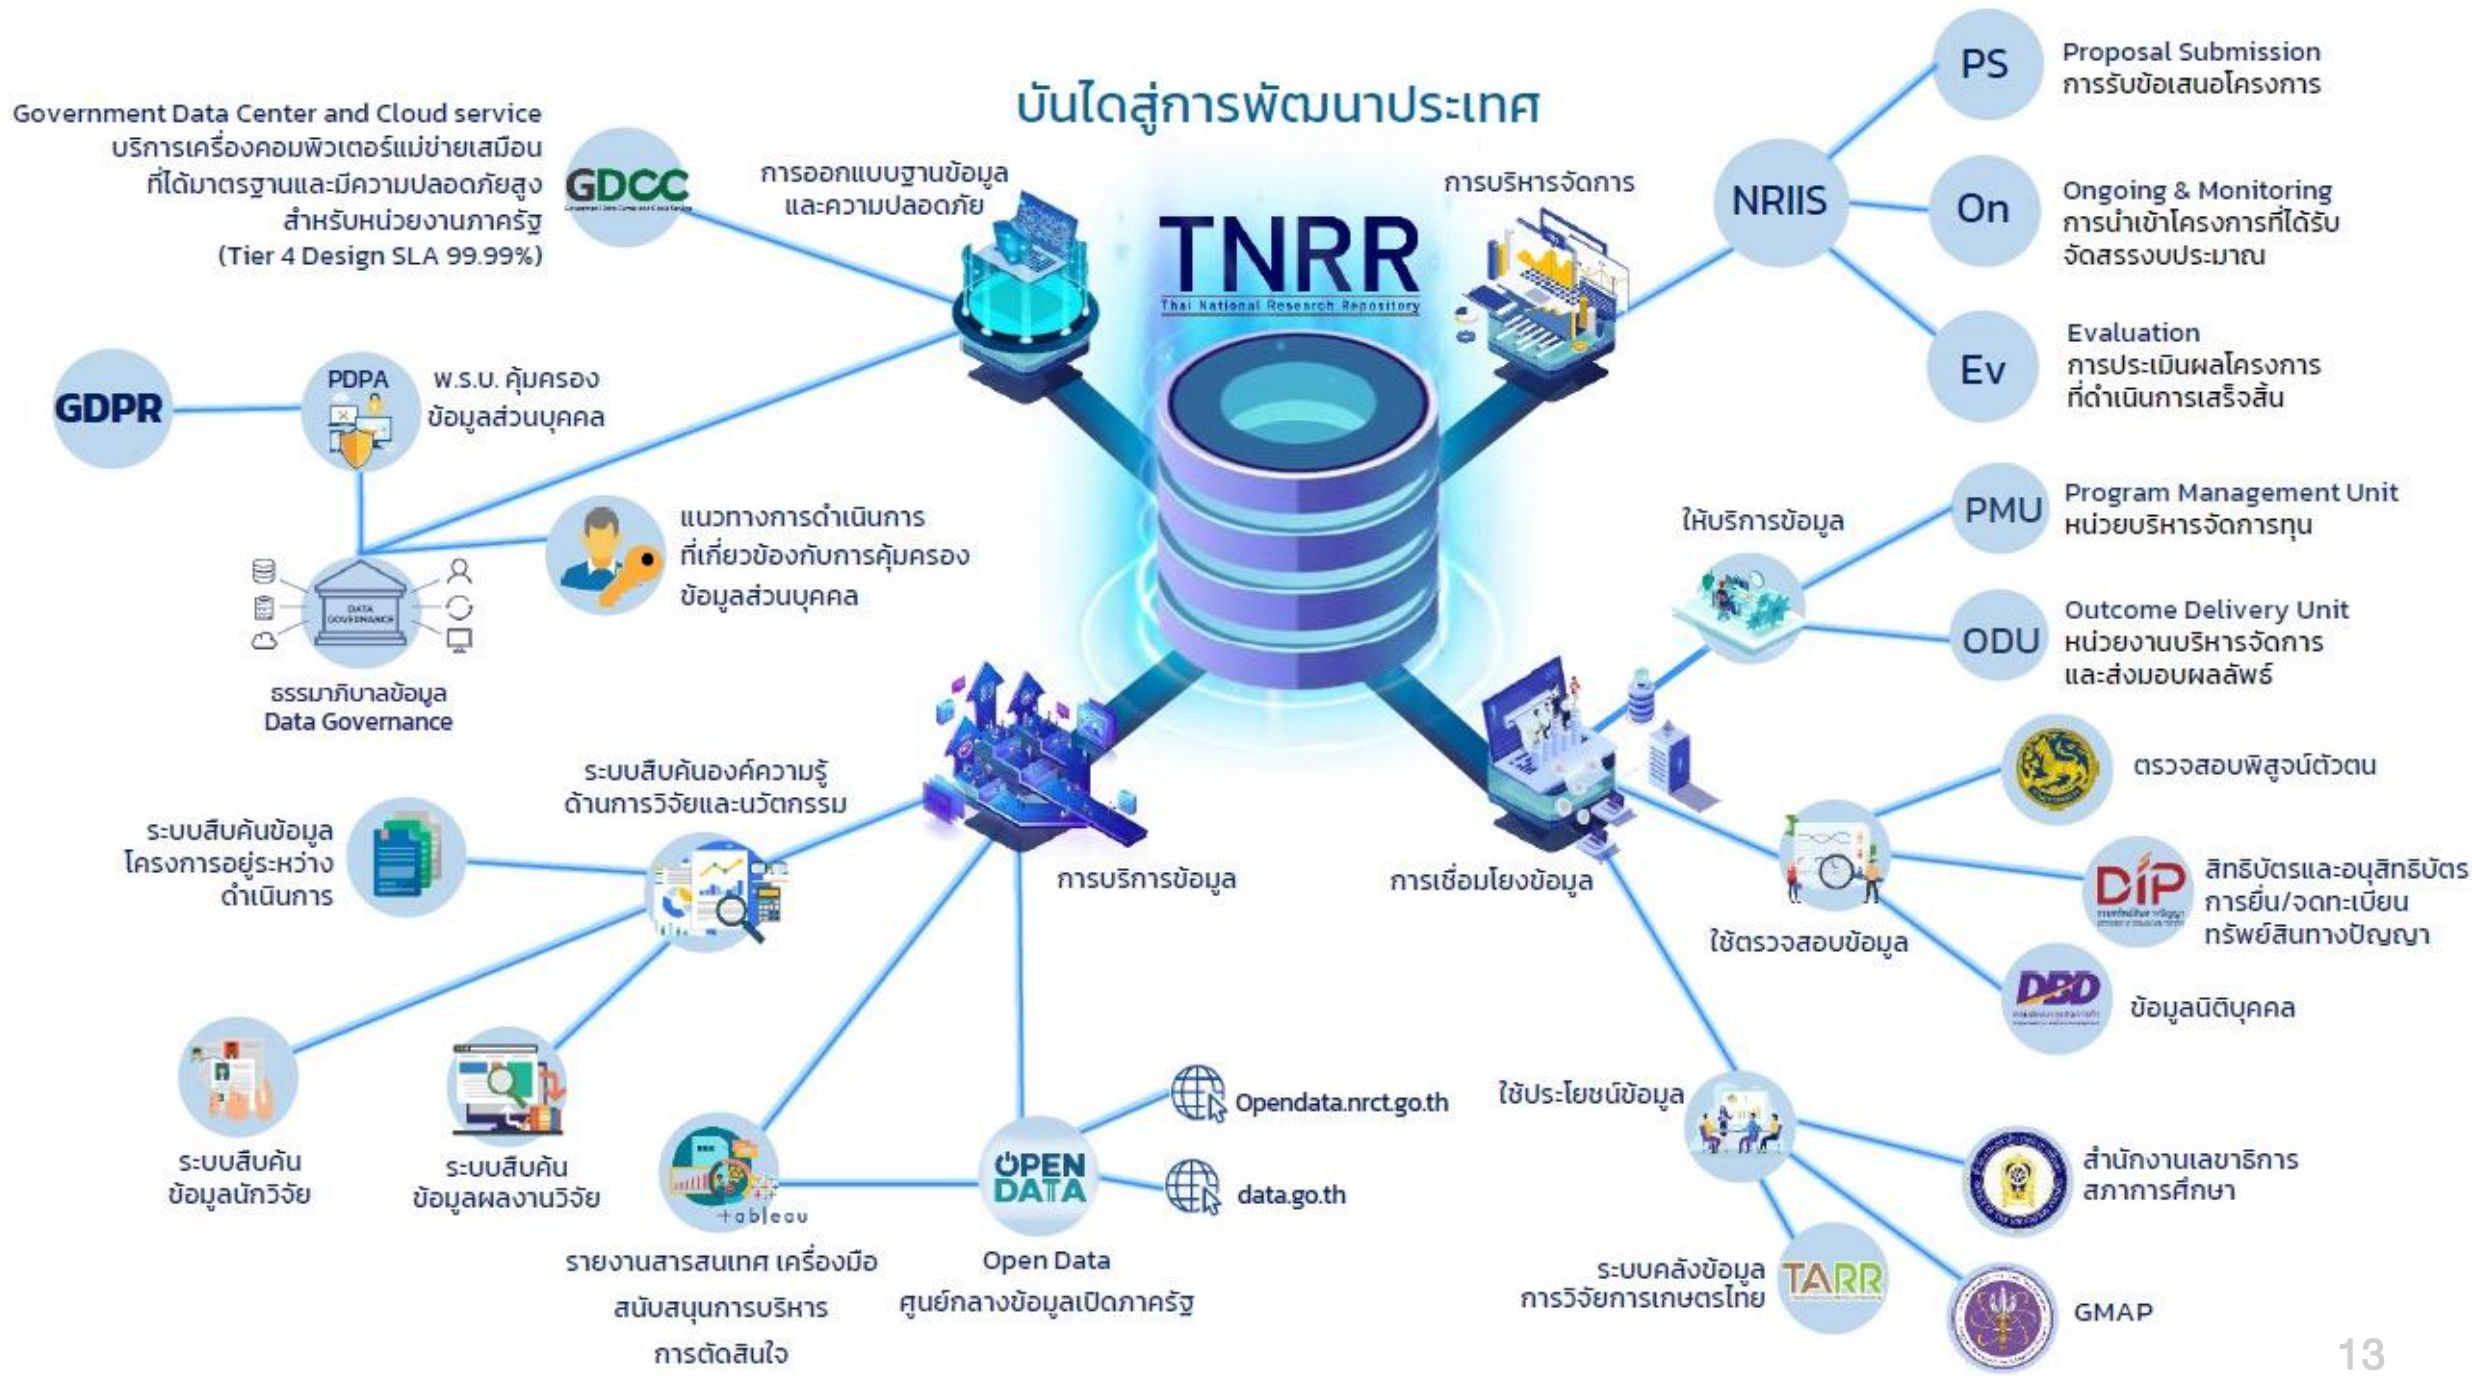 บันไดสู่การพัฒนาประเทศ
TNRR
Thai National Research Repository
การออกแบบฐานข้อมูล
และความปลอดภัย
Government Data Center and Cloud service
บริการเครื่องคอมพิวเตอร์แม่ข่ายเสมือน
ที่ได้มาตรฐานและมีความปลอดภัยสูง
สำหรับหน่วยงานภาครัฐ
(Tier 4 Design SLA 99.99%)
GDCC
GDPR
PDPA
พ.ร.บ. คุ้มครอง
ข้อมูลส่วนบุคคล
แนวทางการดำเนินการ
ที่เกี่ยวข้องกับการคุ้มครอง
ข้อมูลส่วนบุคคล
DATA
GOVERNANCE
ธรรมาภิบาลข้อมูล
Data Governance
การบริหารจัดการ
NRIIS
PS
Proposal Submission
การรับข้อเสนอโครงการ
On
Ongoing & Monitoring
การนำเข้าโครงการที่ได้รับ
จัดสรรงบประมาณ
Ev
Evaluation
การประเมินผลโครงการ
ที่ดำเนินการเสร็จสิ้น
ให้บริการข้อมูล
PMU
Program Management Unit
หน่วยบริหารจัดการทุน
ODU
Outcome Delivery Unit
หน่วยงานบริหารจัดการ
และส่งมอบผลลัพธ์
การเชื่อมโยงข้อมูล
ใช้ตรวจสอบข้อมูล
ตรวจสอบพิสูจน์ตัวตน
DIP
สิทธิบัตรและอนุสิทธิบัตร
การยื่น/จดทะเบียน
ทรัพย์สินทางปัญญา
DBD
ข้อมูลนิติบุคคล
ใช้ประโยชน์ข้อมูล
สำนักงานเลขาธิการ
สภาการศึกษา
GMAP
ระบบคลังข้อมูล
การวิจัยการเกษตรไทย
TARR
การบริการข้อมูล
ระบบสืบค้นองค์ความรู้
ด้านการวิจัยและนวัตกรรม
ระบบสืบค้นข้อมูล
โครงการอยู่ระหว่าง
ดำเนินการ
ระบบสืบค้น
ข้อมูลนักวิจัย
ระบบสืบค้น
ข้อมูลผลงานวิจัย
+ableau
รายงานสารสนเทศ เครื่องมือ
สนับสนุนการบริหาร
การตัดสินใจ
OPEN
DATA
Open Data
ศูนย์กลางข้อมูลเปิดภาครัฐ
Opendata.nrct.go.th
data.go.th
13